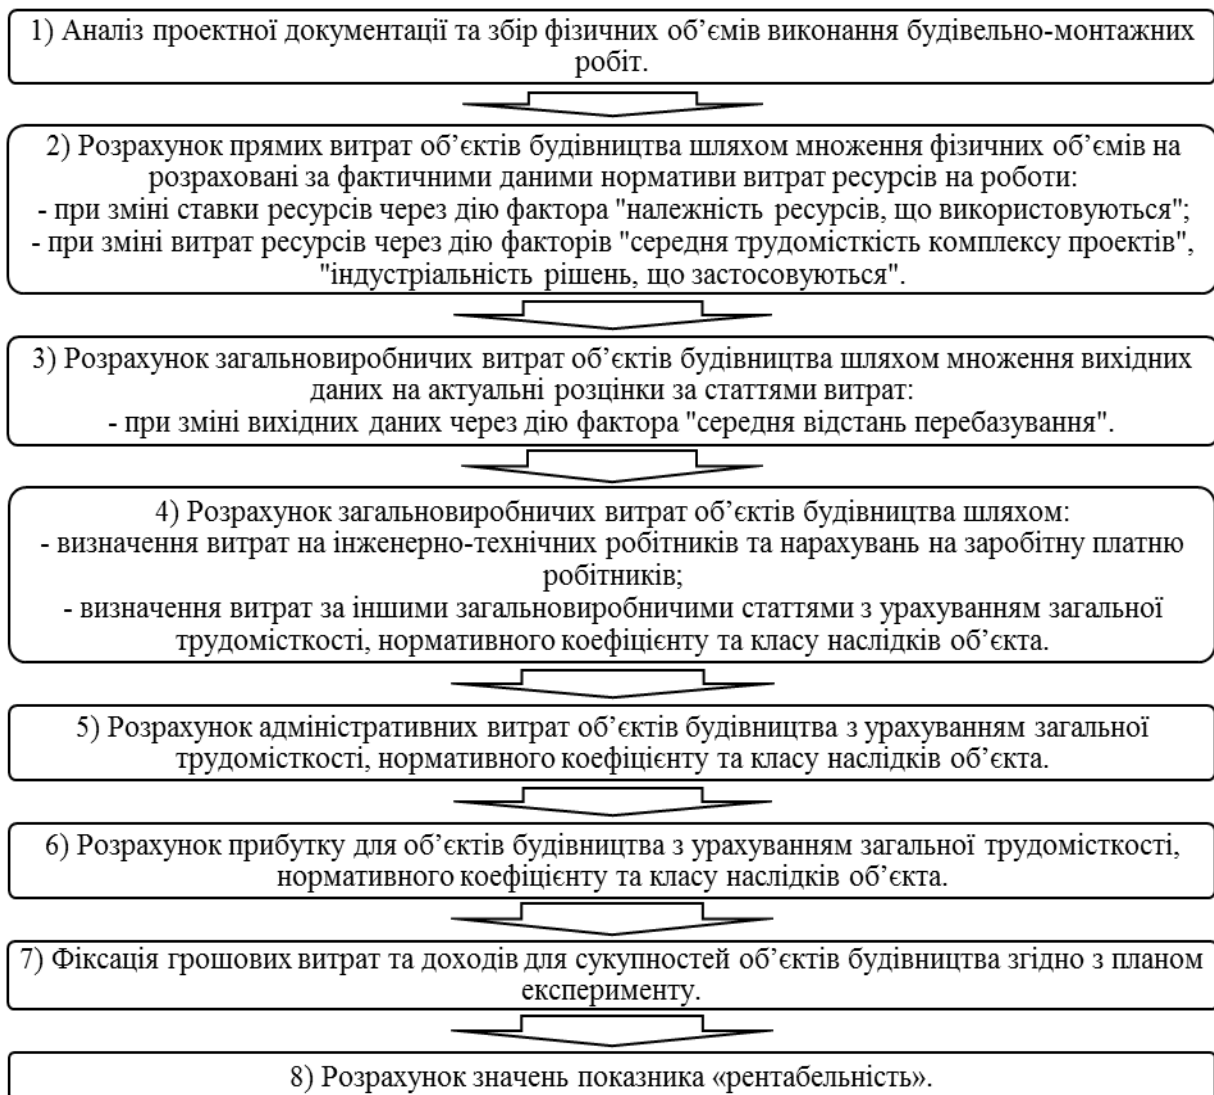 1) Аналіз проектної документації та збір фізичних об’ємів виконання будівельно-монтажних
робіт.
2) Розрахунок прямих витрат об’єктів будівництва шляхом множення фізичних об’ємів на
розраховані за фактичними даними нормативи витрат ресурсів на роботи:
- при зміні ставки ресурсів через дію фактора "належність ресурсів, що використовуються";
- при зміні витрат ресурсів через дію факторів "середня трудомісткість комплексу проектів",
"індустріальність рішень, що застосовуються".
3) Розрахунок загальновиробничих витрат об’єктів будівництва шляхом множення вихідних
даних на актуальні розцінки за статтями витрат:
- при зміні вихідних даних через дію фактора "середня відстань перебазування".
4) Розрахунок загальновиробничих витрат об’єктів будівництва шляхом:
- визначення витрат на інженерно-технічних робітників та нарахувань на заробітну платню
робітників;
- визначення витрат за іншими загальновиробничими статтями з урахуванням загальної
трудомісткості, нормативного коефіцієнту та класу наслідків об’єкта.
5) Розрахунок адміністративних витрат об’єктів будівництва з урахуванням загальної
трудомісткості, нормативного коефіцієнту та класу наслідків об’єкта.
6) Розрахунок прибутку для об’єктів будівництва з урахуванням загальної трудомісткості,
нормативного коефіцієнту та класу наслідків об’єкта.
7) Фіксація грошових витрат та доходів для сукупностей об’єктів будівництва згідно з планом
експерименту.
8) Розрахунок значень показника «рентабельність».